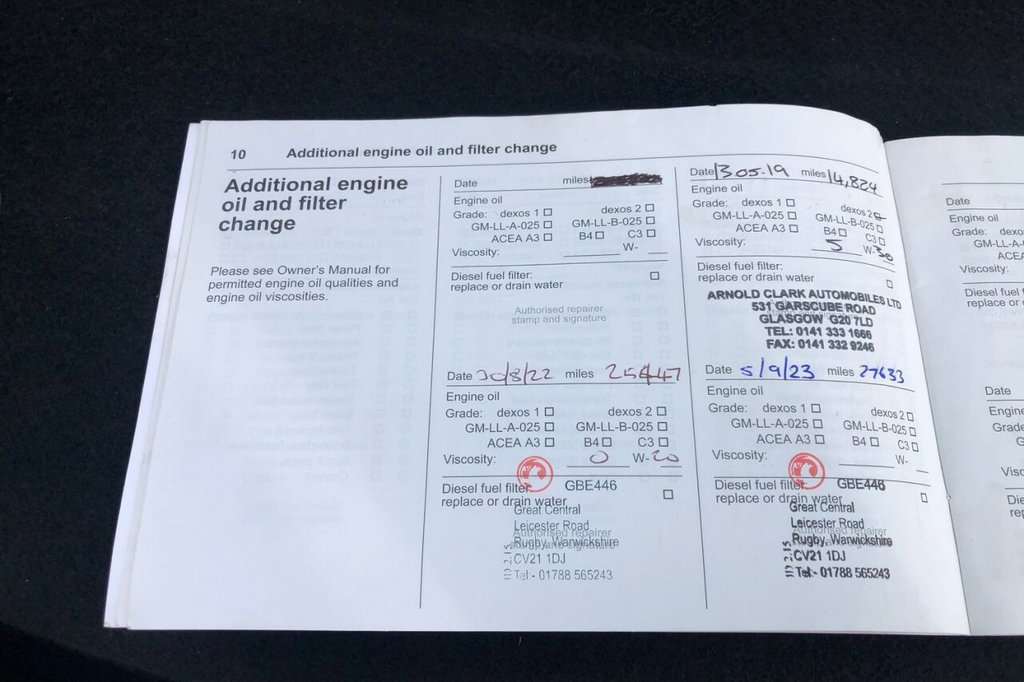 10 Additional engine oil and filter change
Additional engine
oil and filter
change
Please see Owner's Manual for
permitted engine oil qualities and
engine oil viscosities.
Date miles
Engine oil
Grade: dexos 1 ☐ dexos 2 ☐
GM-LL-A-025 ☐ GM-LL-B-025 ☐
ACEA A3 ☐ B4 ☐ C3 ☐
Viscosity: W-
Diesel fuel filter: ☐
replace or drain water
Authorised repairer
stamp and signature
Date 30/8/22 miles 25447
Engine oil
Grade: dexos 1 ☐ dexos 2 ☐
GM-LL-A-025 ☐ GM-LL-B-025 ☐
ACEA A3 ☐ B4 ☐ C3 ☐
Viscosity: 0 W-20
Diesel fuel filter: GBE446 ☐
replace or drain water
Great Central
Leicester Road
Authorised repairer
Rugby, Warwickshire
stamp and signature
CV21 1DJ
Tel:- 01788 565243
Date 13.05.19 miles 14,824
Engine oil
Grade: dexos 1 ☐ dexos 2
GM-LL-A-025 ☐ GM-LL-B-025 ☐
ACEA A3 ☐ B4 ☐ C3 ☐
Viscosity: 5 W-30
Diesel fuel filter:
replace or drain water ☐
ARNOLD CLARK AUTOMOBILES LTD
531 GARSCUBE ROAD
GLASGOW G20 7LD
TEL: 0141 333 1666
FAX: 0141 332 9246
Date 5/9/23 miles 27633
Engine oil
Grade: dexos 1 ☐ dexos 2 ☐
GM-LL-A-025 ☐ GM-LL-B-025 ☐
ACEA A3 ☐ B4 ☐ C3 ☐
Viscosity: W-
Diesel fuel filter: GBE446 ☐
replace or drain water
Great Central
Leicester Road
Authorised repairer
Rugby, Warwickshire
CV21 1DJ
Tel:- 01788 565243
Date
Engine oil
Grade: dexo
GM-LL-A-
ACEA
Viscosity:
Diesel fuel f
replace or
Date
Engine
Grade
G
Visc
Die
rep